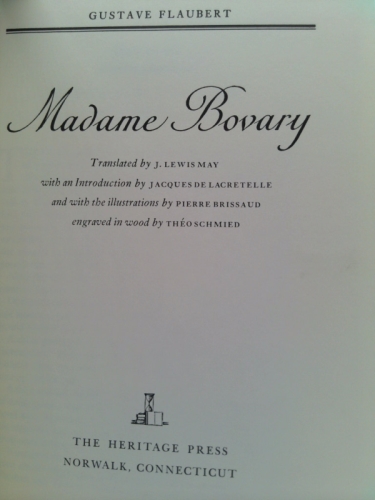 GUSTAVE FLAUBERT
Madame Bovary
Translated by J. LEWIS MAY
with an Introduction by JACQUES DE LACRETELLE
and with the illustrations by PIERRE BRISSAUD
engraved in wood by THÉO SCHMIED
THE HERITAGE PRESS
NORWALK, CONNECTICUT